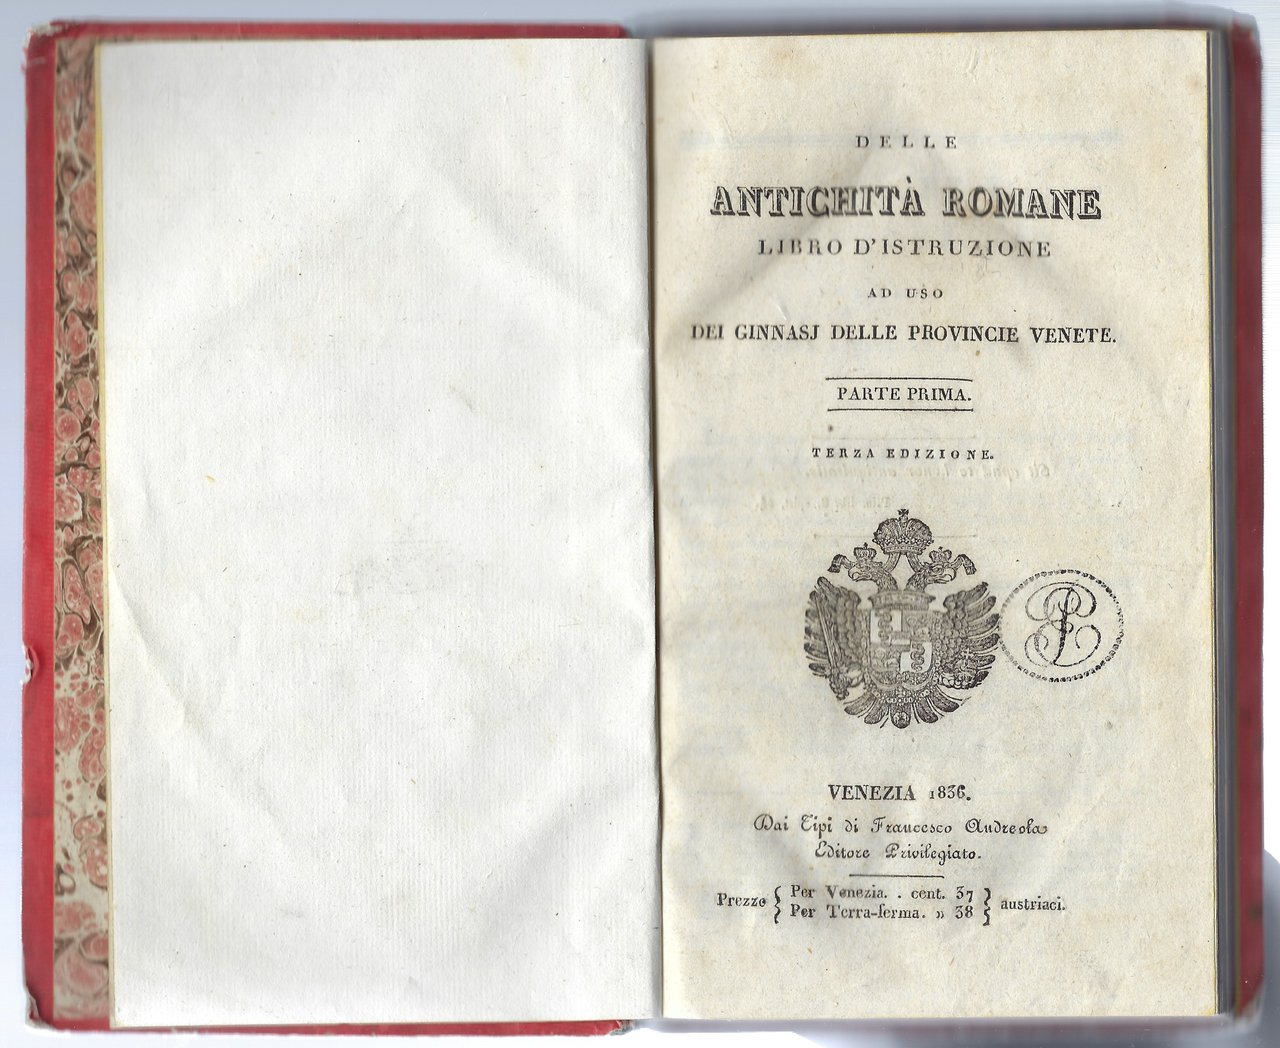 DELLE
ANTICHITÀ ROMANE
LIBRO D'ISTRUZIONE
AD USO
DEI GINNASJ DELLE PROVINCIE VENETE.
PARTE PRIMA.
TERZA EDIZIONE.
VENEZIA 1836.
Dai Tipi di Francesco Andreola
Editore Privilegiato.
Prezzo { Per Venezia. . cent. 37 } austriaci.
{ Per Terra-ferma. » 38 }